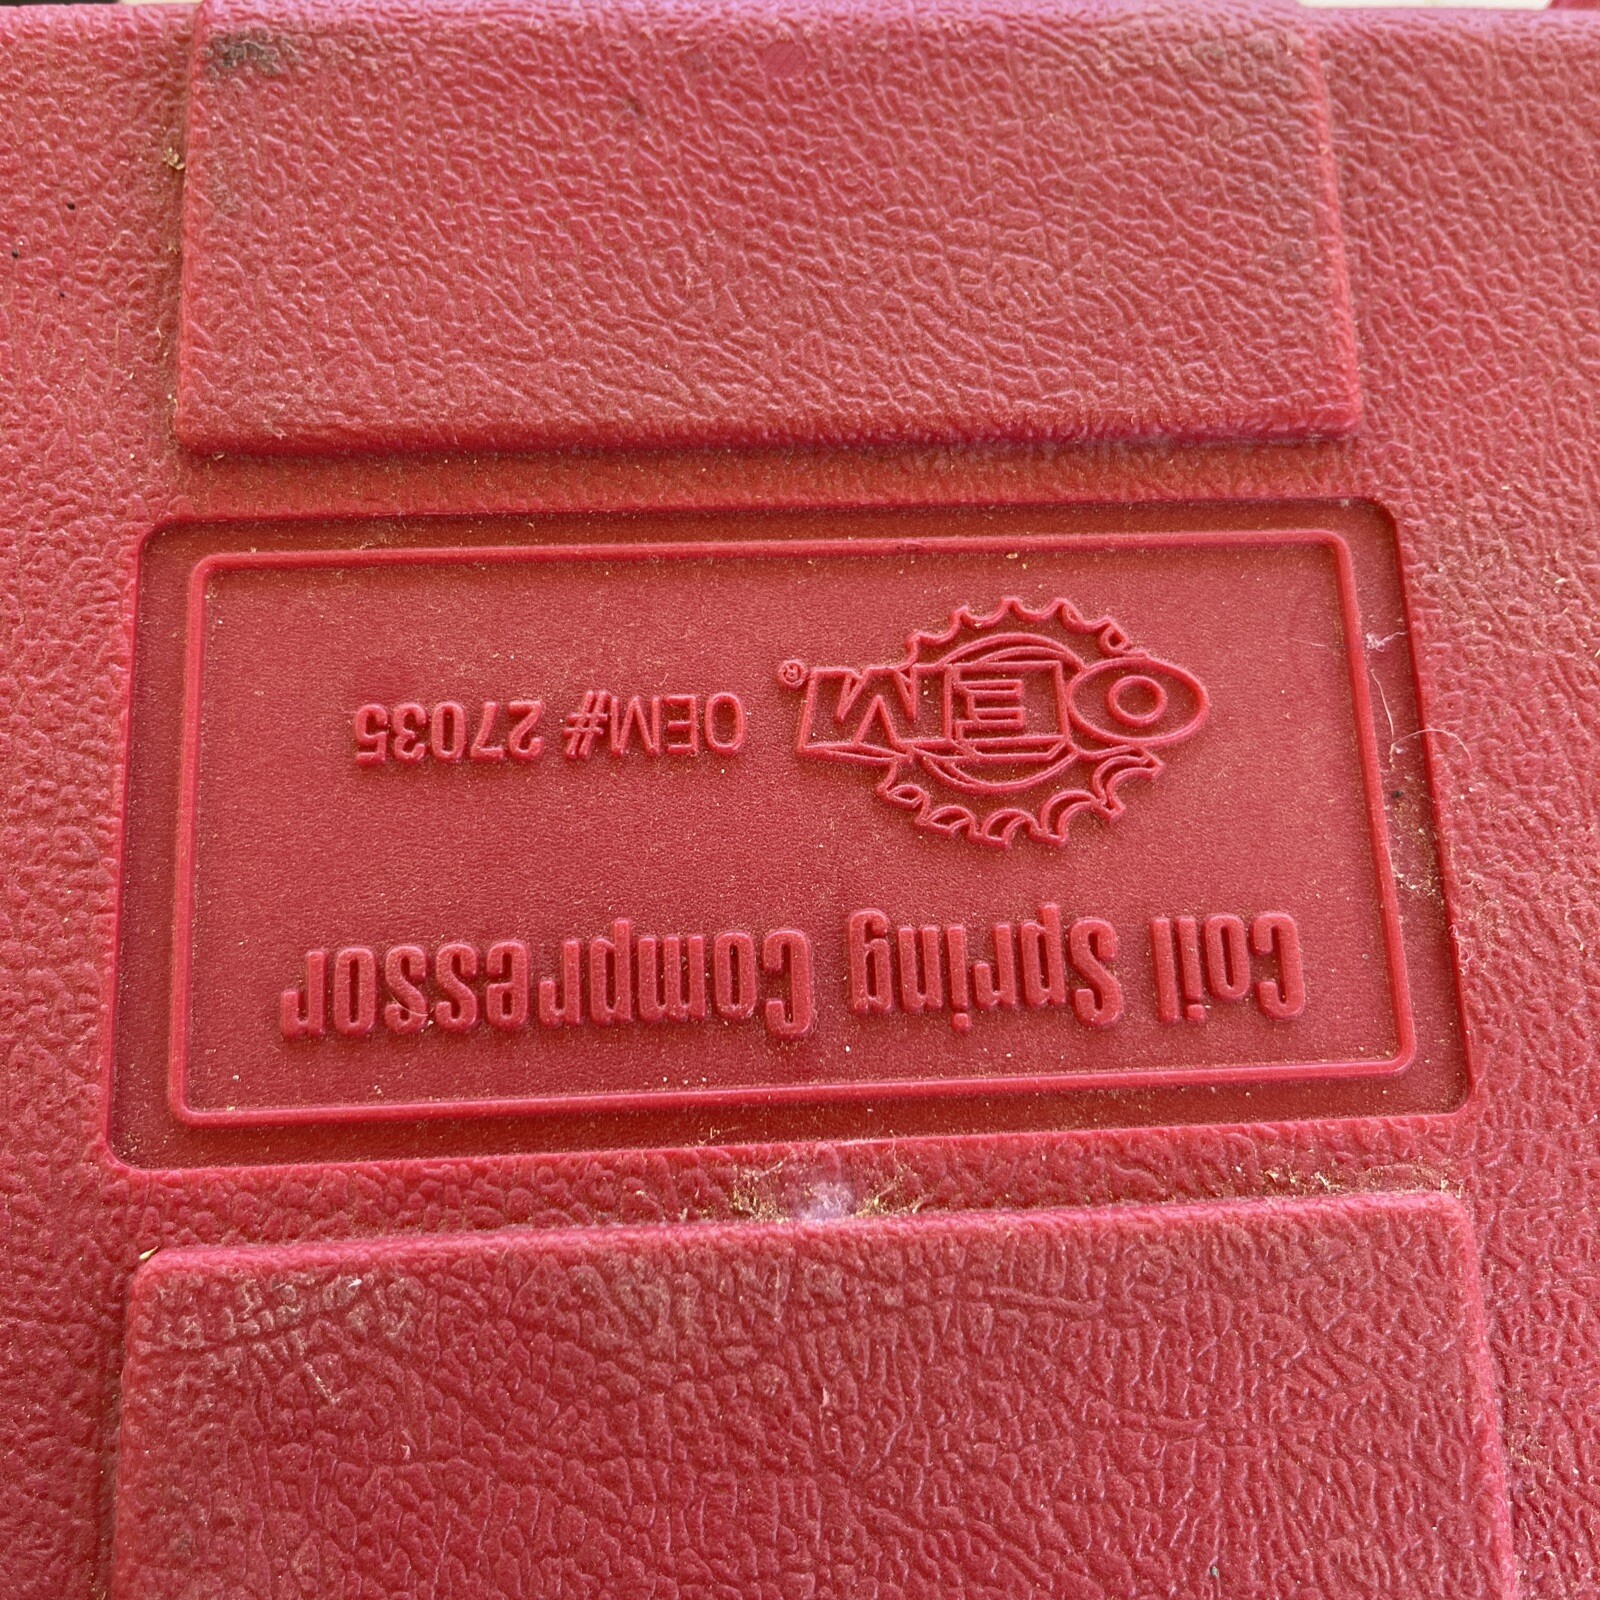 Coil Spring Compressor
OEM® OEM# 27035